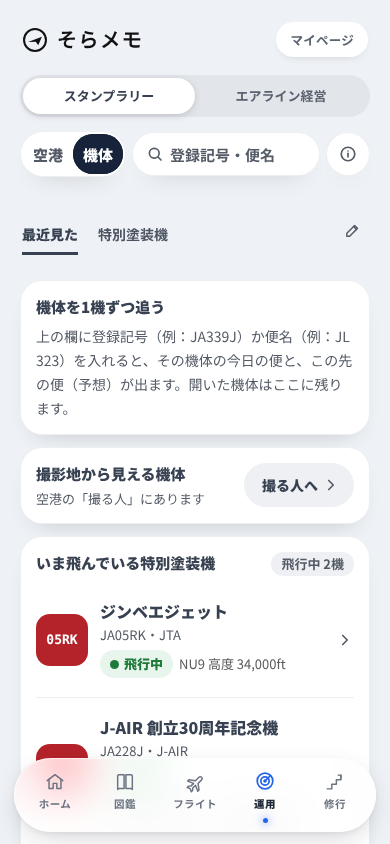 そらメモ
マイページ
スタンプラリー
エアライン経営
空港
機体
登録記号・便名
最近見た
特別塗装機
機体を1機ずつ追う
上の欄に登録記号（例：JA339J）か便名（例：JL
323）を入れると、その機体の今日の便と、この先
の便（予想）が出ます。開いた機体はここに残り
ます。
撮影地から見える機体
空港の「撮る人」にあります
撮る人へ
いま飛んでいる特別塗装機
飛行中 2機
05RK
ジンベエジェット
JA05RK・JTA
飛行中
NU9 高度 34,000ft
J-AIR 創立30周年記念機
JA228J・J-AIR
ホーム
図鑑
フライト
運用
修行